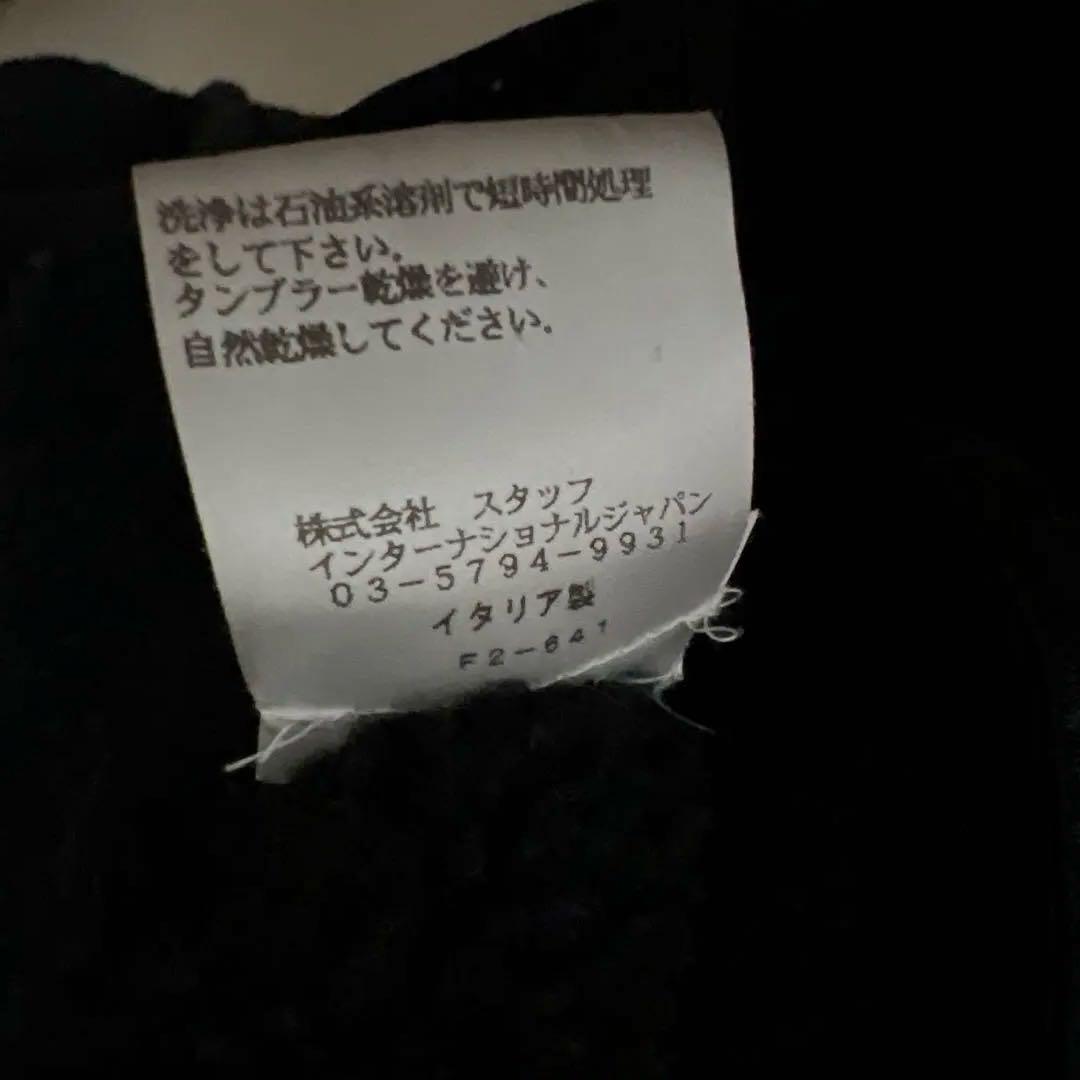 洗浄は石油系溶剤で短時間処理
をして下さい。
タンブラー乾燥を避け、
自然乾燥してください。
株式会社 スタッフ
インターナショナルジャパン
03-5794-9931
イタリア製
F2-641